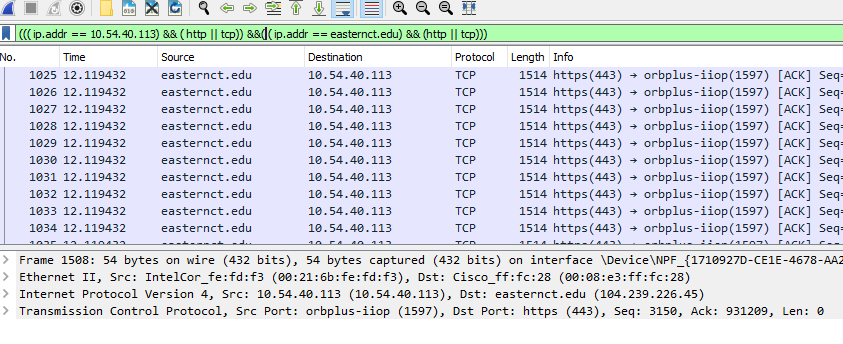 ((( ip.addr == 10.54.40.113) && ( http || tcp)) &&( ( ip.addr == easternct.edu) && (http || tcp)))
No. Time Source Destination Protocol Length Info
1025 12.119432 easternct.edu 10.54.40.113 TCP 1514 https(443) → orbplus-iiop(1597) [ACK] Seq=
1026 12.119432 easternct.edu 10.54.40.113 TCP 1514 https(443) → orbplus-iiop(1597) [ACK] Seq=
1027 12.119432 easternct.edu 10.54.40.113 TCP 1514 https(443) → orbplus-iiop(1597) [ACK] Seq=
1028 12.119432 easternct.edu 10.54.40.113 TCP 1514 https(443) → orbplus-iiop(1597) [ACK] Seq=
1029 12.119432 easternct.edu 10.54.40.113 TCP 1514 https(443) → orbplus-iiop(1597) [ACK] Seq=
1030 12.119432 easternct.edu 10.54.40.113 TCP 1514 https(443) → orbplus-iiop(1597) [ACK] Seq=
1031 12.119432 easternct.edu 10.54.40.113 TCP 1514 https(443) → orbplus-iiop(1597) [ACK] Seq=
1032 12.119432 easternct.edu 10.54.40.113 TCP 1514 https(443) → orbplus-iiop(1597) [ACK] Seq=
1033 12.119432 easternct.edu 10.54.40.113 TCP 1514 https(443) → orbplus-iiop(1597) [ACK] Seq=
1034 12.119432 easternct.edu 10.54.40.113 TCP 1514 https(443) → orbplus-iiop(1597) [ACK] Seq=
Frame 1508: 54 bytes on wire (432 bits), 54 bytes captured (432 bits) on interface \Device\NPF_{1710927D-CE1E-4678-AA2
Ethernet II, Src: IntelCor_fe:fd:f3 (00:21:6b:fe:fd:f3), Dst: Cisco_ff:fc:28 (00:08:e3:ff:fc:28)
Internet Protocol Version 4, Src: 10.54.40.113 (10.54.40.113), Dst: easternct.edu (104.239.226.45)
Transmission Control Protocol, Src Port: orbplus-iiop (1597), Dst Port: https (443), Seq: 3150, Ack: 931209, Len: 0